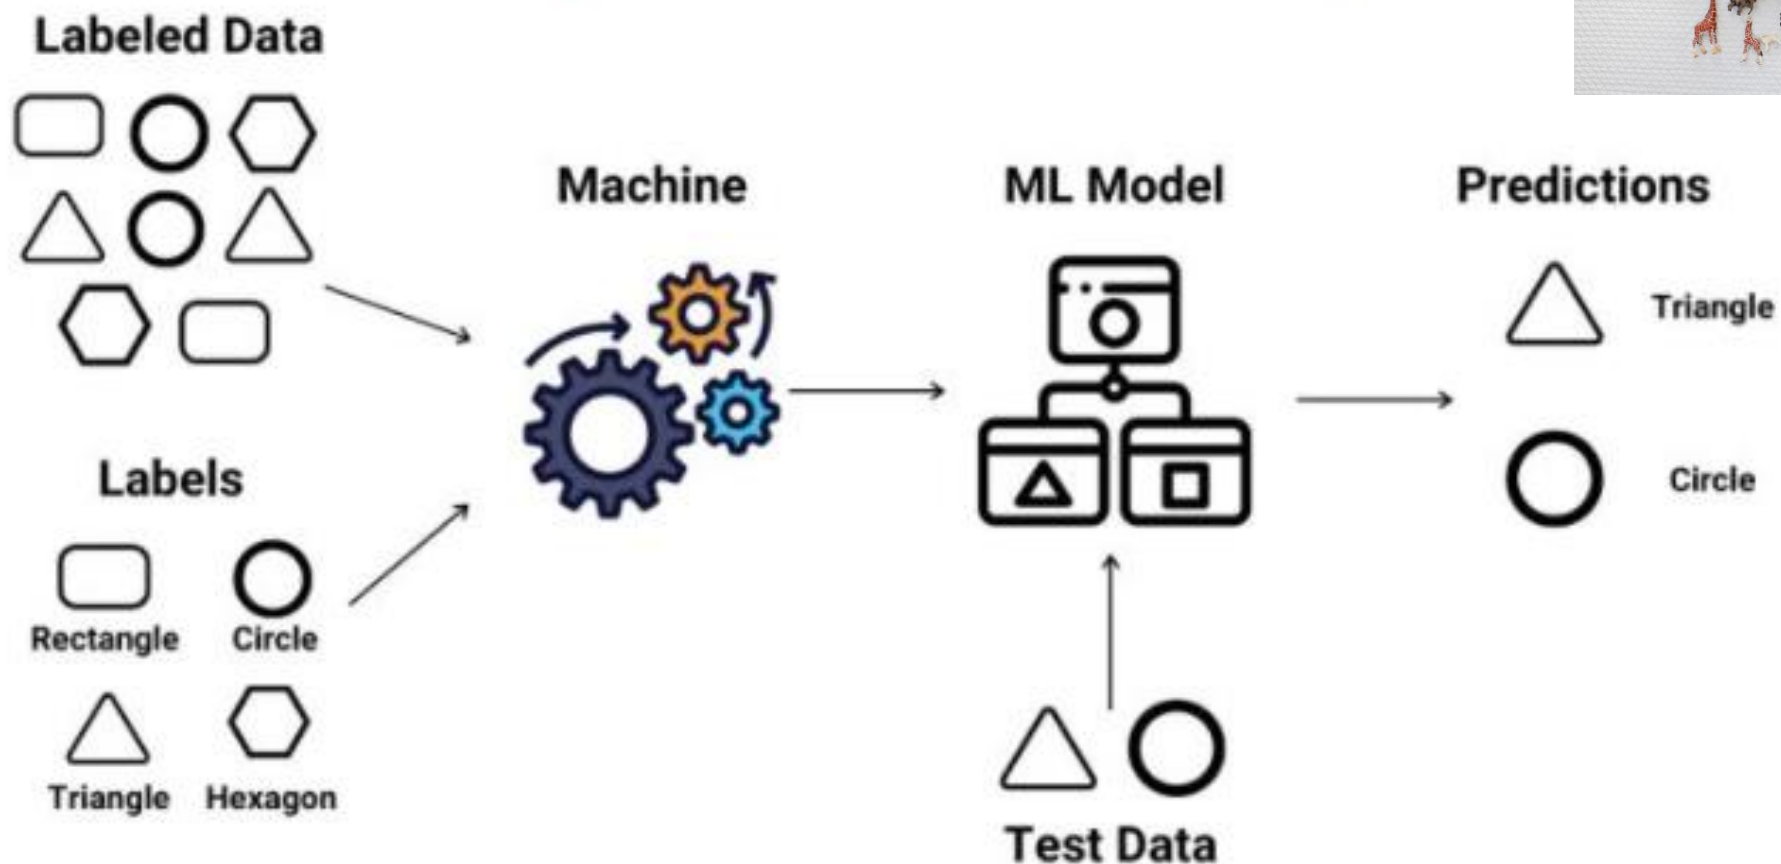 Labeled Data
Machine
ML Model
Predictions
Triangle
Circle
Labels
Rectangle Circle
Triangle Hexagon
Test Data